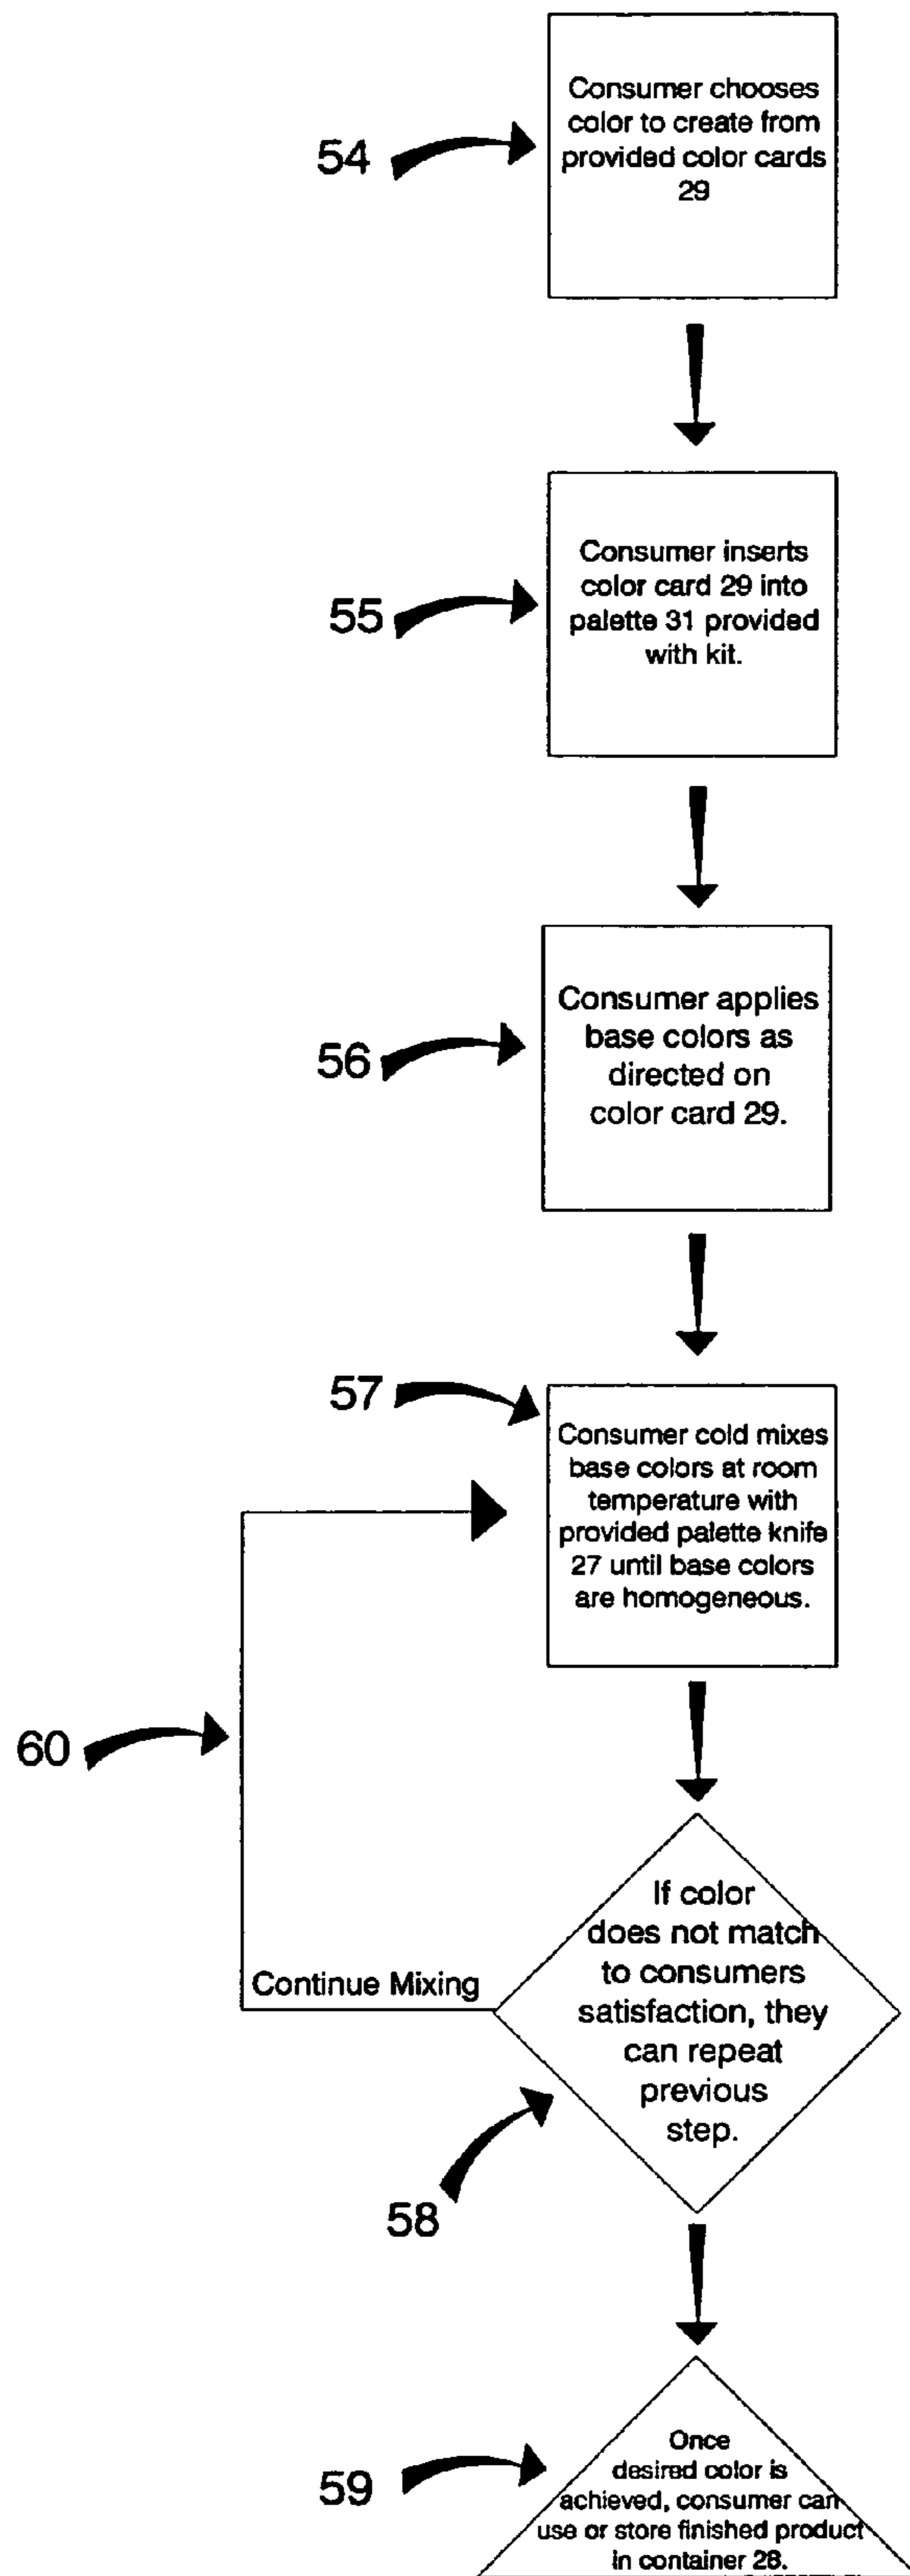 54
Consumer chooses
color to create from
provided color cards
29
55
Consumer inserts
color card 29 into
palette 31 provided
with kit.
56
Consumer applies
base colors as
directed on
color card 29.
57
Consumer cold mixes
base colors at room
temperature with
provided palette knife
27 until base colors
are homogeneous.
60
Continue Mixing
If color
does not match
to consumers
satisfaction, they
can repeat
previous
step.
58
59
Once
desired color is
achieved, consumer can
use or store finished product
in container 28.